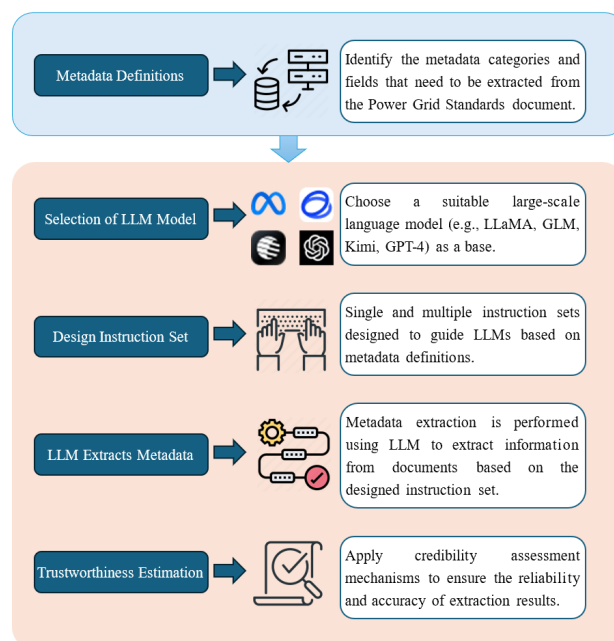 Metadata Definitions
Identify the metadata categories and
fields that need to be extracted from
the Power Grid Standards document.
Selection of LLM Model
Choose a suitable large-scale
language model (e.g., LLaMA, GLM,
Kimi, GPT-4) as a base.
Design Instruction Set
Single and multiple instruction sets
designed to guide LLMs based on
metadata definitions.
LLM Extracts Metadata
Metadata extraction is performed
using LLM to extract information
from documents based on the
designed instruction set.
Trustworthiness Estimation
Apply credibility assessment
mechanisms to ensure the reliability
and accuracy of extraction results.